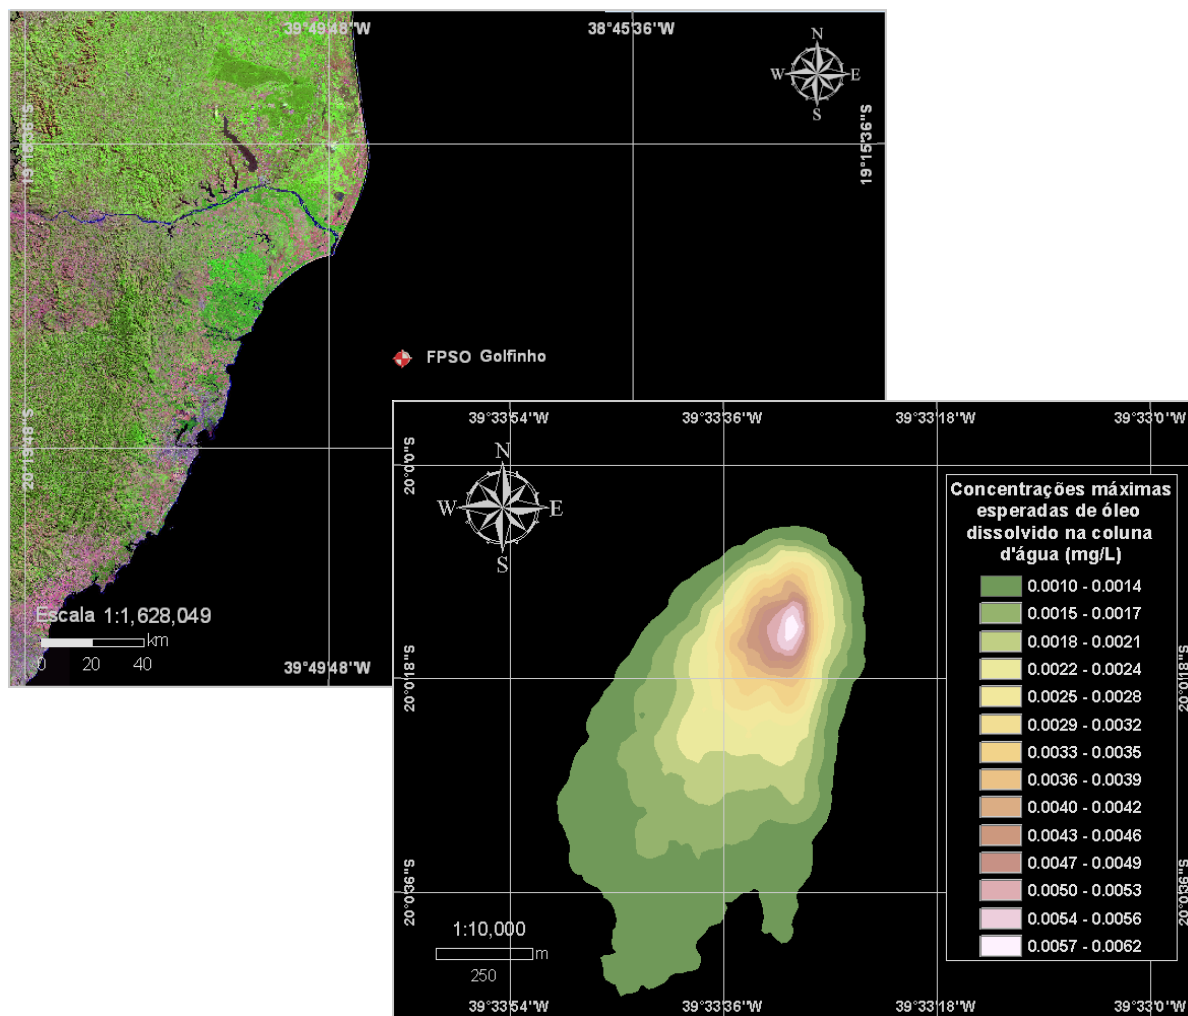 39°49'48"W
38°45'36"W
N
W
E
S
19°15'36"S
19°15'36"S
FPSO Golfinho
20°19'48"S
Escala 1:1,628,049
km
0
20
40
39°49'48"W
39°33'54"W
39°33'36"W
39°33'18"W
39°33'0"W
20°0'0"S
N
W
E
S
Concentrações máximas
esperadas de óleo
dissolvido na coluna
d'água (mg/L)
0.0010 - 0.0014
0.0015 - 0.0017
0.0018 - 0.0021
0.0022 - 0.0024
0.0025 - 0.0028
0.0029 - 0.0032
0.0033 - 0.0035
0.0036 - 0.0039
0.0040 - 0.0042
0.0043 - 0.0046
0.0047 - 0.0049
0.0050 - 0.0053
0.0054 - 0.0056
0.0057 - 0.0062
20°0'18"S
20°0'18"S
20°0'36"S
20°0'36"S
1:10,000
m
250
39°33'54"W
39°33'36"W
39°33'18"W
39°33'0"W